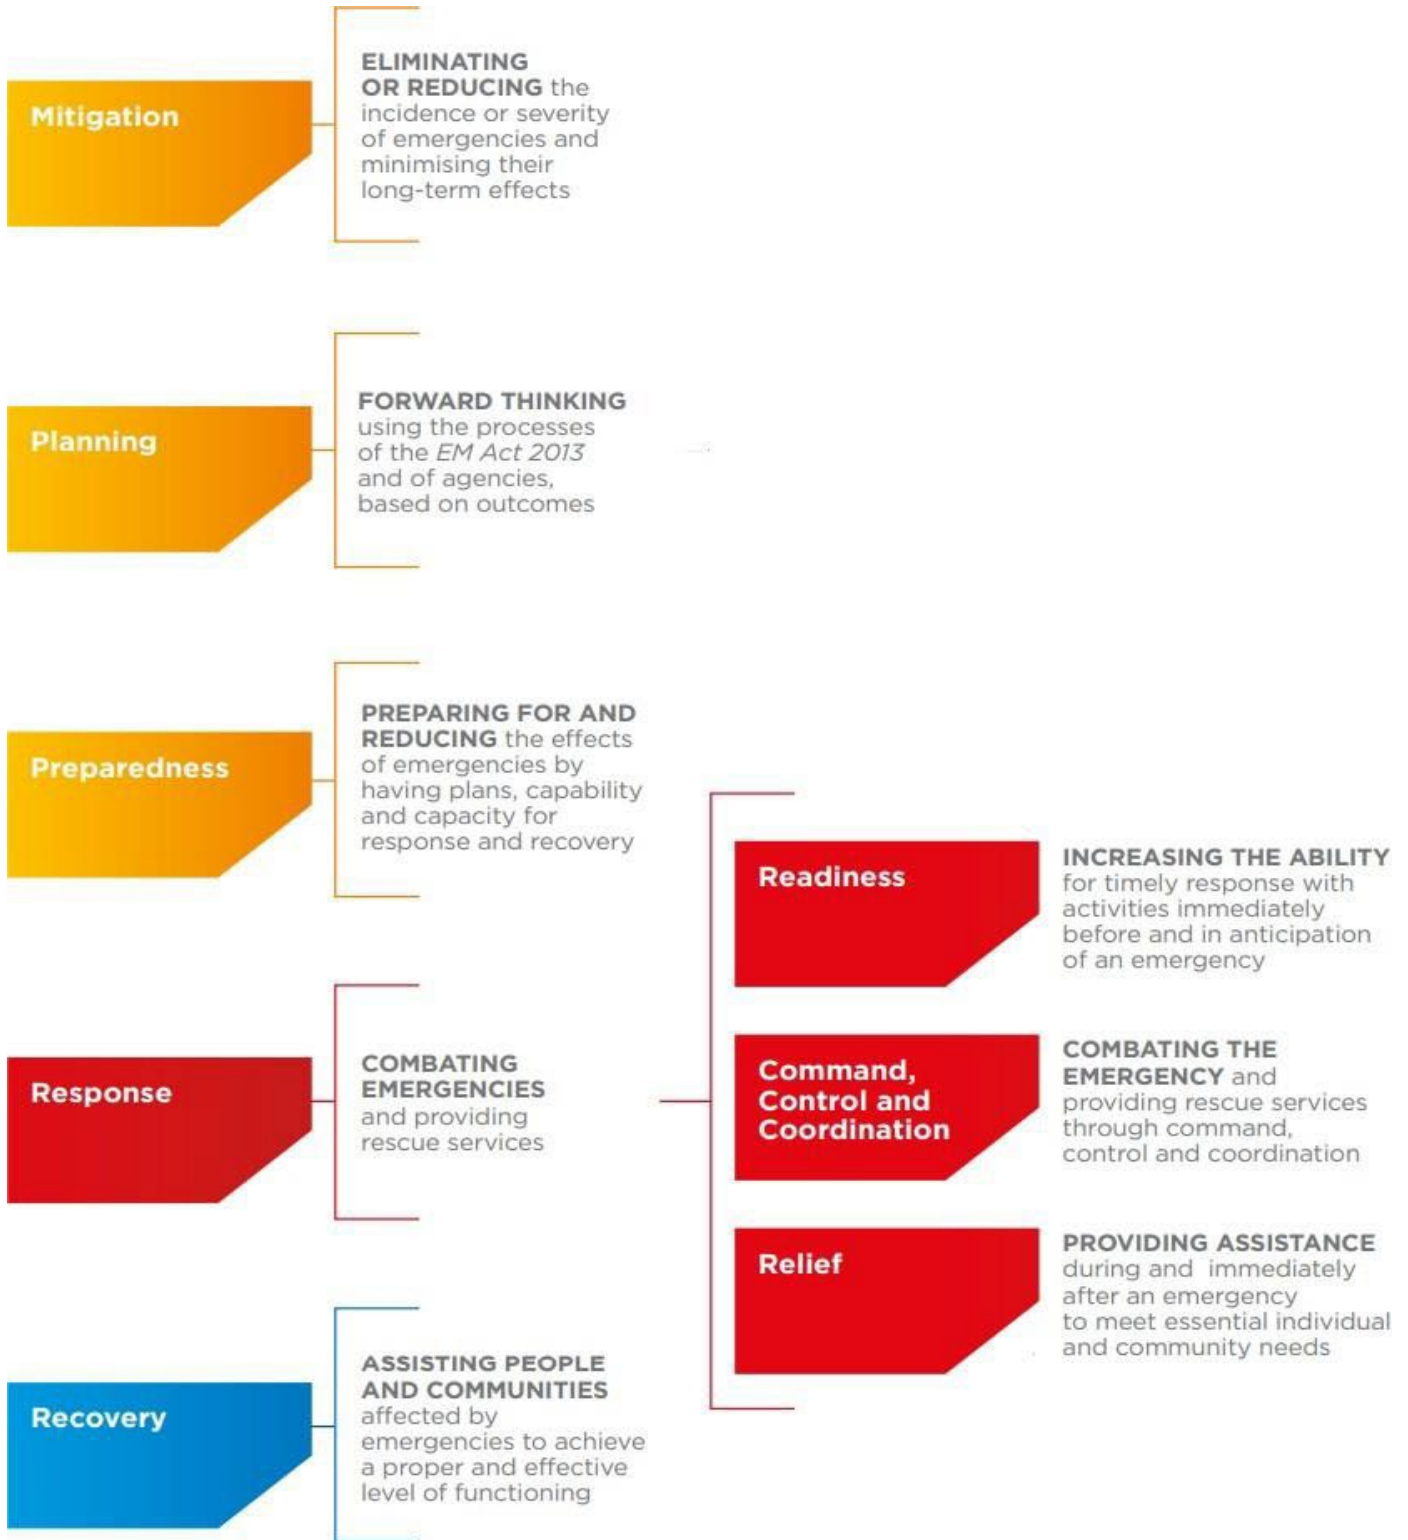 Mitigation
ELIMINATING
OR REDUCING the
incidence or severity
of emergencies and
minimising their
long-term effects
Planning
FORWARD THINKING
using the processes
of the EM Act 2013
and of agencies,
based on outcomes
Preparedness
PREPARING FOR AND
REDUCING the effects
of emergencies by
having plans, capability
and capacity for
response and recovery
Response
COMBATING
EMERGENCIES
and providing
rescue services
Readiness
INCREASING THE ABILITY
for timely response with
activities immediately
before and in anticipation
of an emergency
Command,
Control and
Coordination
COMBATING THE
EMERGENCY and
providing rescue services
through command,
control and coordination
Relief
PROVIDING ASSISTANCE
during and immediately
after an emergency
to meet essential individual
and community needs
Recovery
ASSISTING PEOPLE
AND COMMUNITIES
affected by
emergencies to achieve
a proper and effective
level of functioning